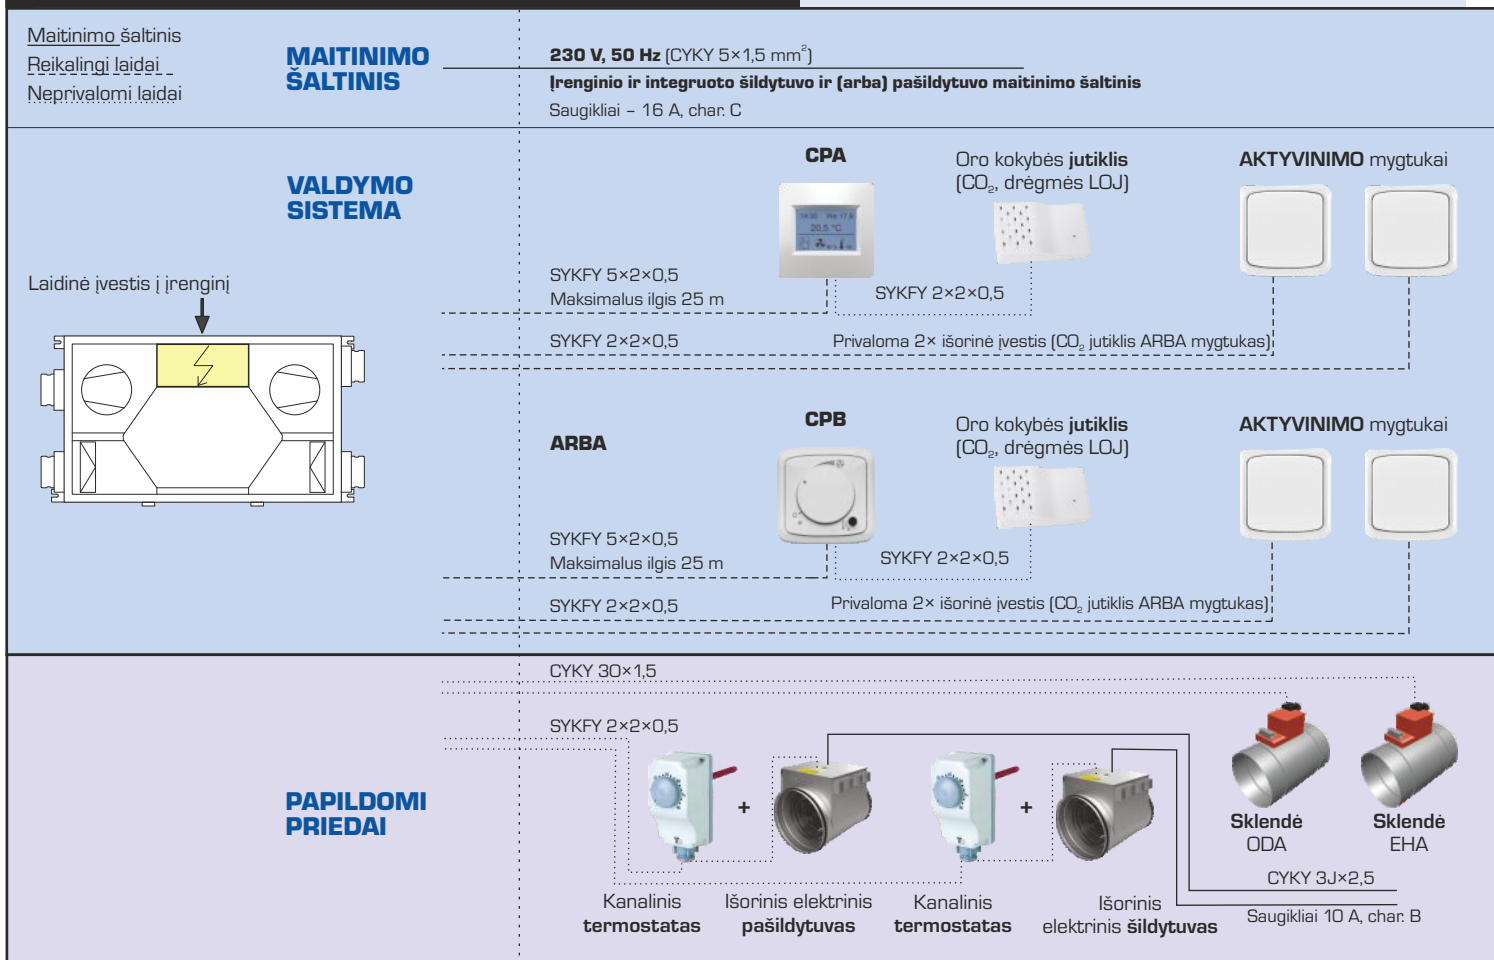 Maitinimo šaltinis
Reikalingi laidai
Neprivalomi laidai
MAITINIMO
ŠALTINIS
230 V, 50 Hz (CYKY 5×1,5 mm²)
Įrenginio ir integruoto šildytuvo ir (arba) pašildytuvo maitinimo šaltinis
Saugikliai – 16 A, char. C
VALDYMO
SISTEMA
Laidinė įvestis į įrenginį
CPA
Oro kokybės jutiklis
(CO₂, drėgmės LOJ)
AKTYVINIMO mygtukai
14:30 We 17.9
20,5 °C
SYKFY 5×2×0,5
Maksimalus ilgis 25 m
SYKFY 2×2×0,5
SYKFY 2×2×0,5
Privaloma 2× išorinė įvestis (CO₂ jutiklis ARBA mygtukas)
ARBA
CPB
Oro kokybės jutiklis
(CO₂, drėgmės LOJ)
AKTYVINIMO mygtukai
SYKFY 5×2×0,5
Maksimalus ilgis 25 m
SYKFY 2×2×0,5
SYKFY 2×2×0,5
Privaloma 2× išorinė įvestis (CO₂ jutiklis ARBA mygtukas)
PAPILDOMI
PRIEDAI
CYKY 3O×1,5
SYKFY 2×2×0,5
+
+
Sklendė
ODA
Sklendė
EHA
CYKY 3J×2,5
Saugikliai 10 A, char. B
Kanalinis
termostatas
Išorinis elektrinis
pašildytuvas
Kanalinis
termostatas
Išorinis
elektrinis šildytuvas